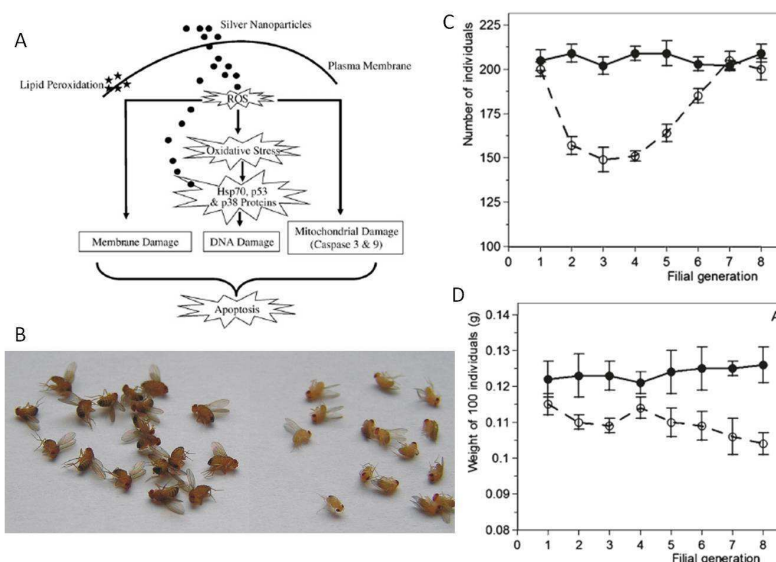 A
Silver Nanoparticles
Plasma Membrane
Lipid Peroxidation
ROS
Oxidative Stress
Hsp70, p53
& p38 Proteins
Membrane Damage
DNA Damage
Mitochondrial Damage
(Caspase 3 & 9)
Apoptosis
B
C
Number of individuals
225
200
175
150
125
100
0 1 2 3 4 5 6 7 8
Filial generation
D
A
Weight of 100 individuals (g)
0.14
0.13
0.12
0.11
0.1
0.09
0.08
0 1 2 3 4 5 6 7 8
Filial generation